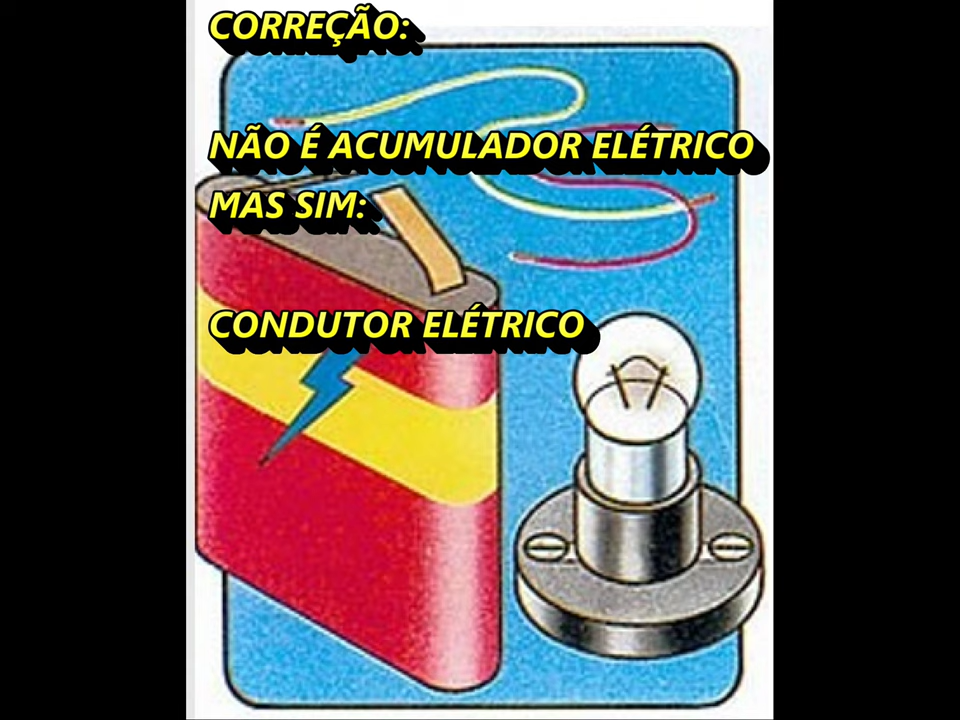 CORREÇÃO:
NÃO É ACUMULADOR ELÉTRICO
MAS SIM:
CONDUTOR ELÉTRICO